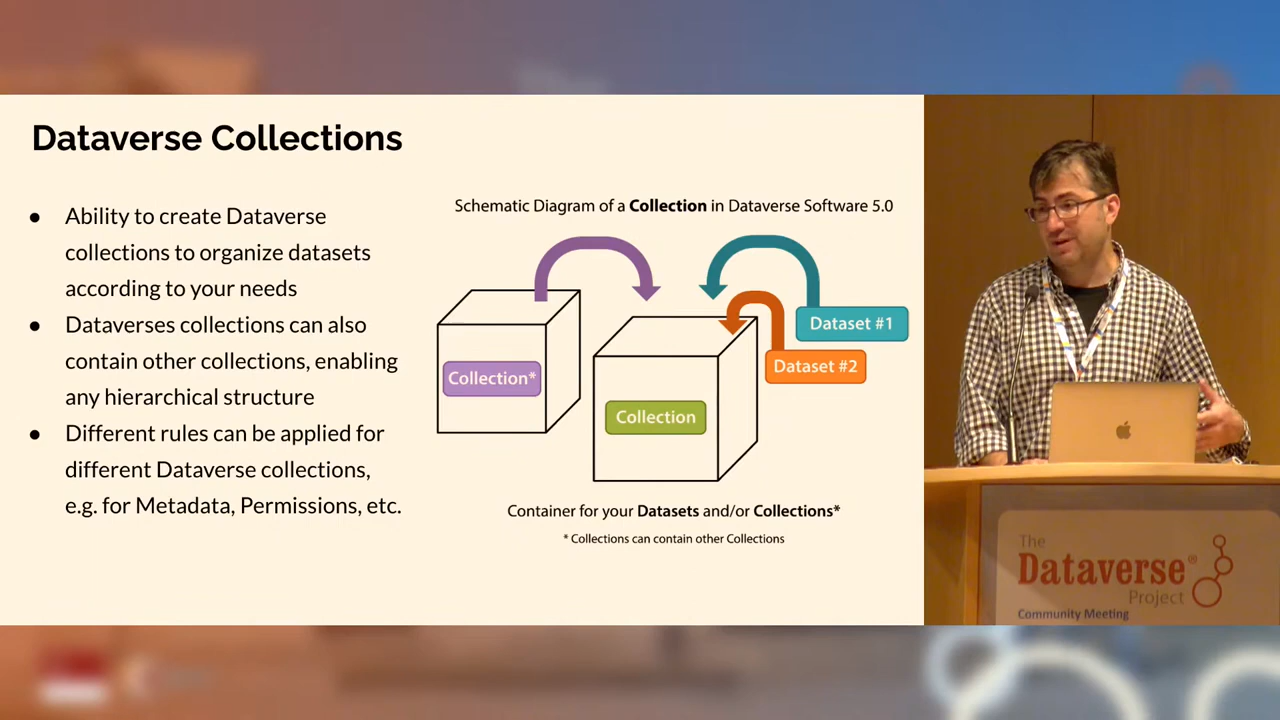 Dataverse Collections
● Ability to create Dataverse
collections to organize datasets
according to your needs
● Dataverses collections can also
contain other collections, enabling
any hierarchical structure
● Different rules can be applied for
different Dataverse collections,
e.g. for Metadata, Permissions, etc.
Schematic Diagram of a Collection in Dataverse Software 5.0
Dataset #1
Dataset #2
Collection*
Collection
Container for your Datasets and/or Collections*
* Collections can contain other Collections
The
Dataverse®
Project
Community Meeting